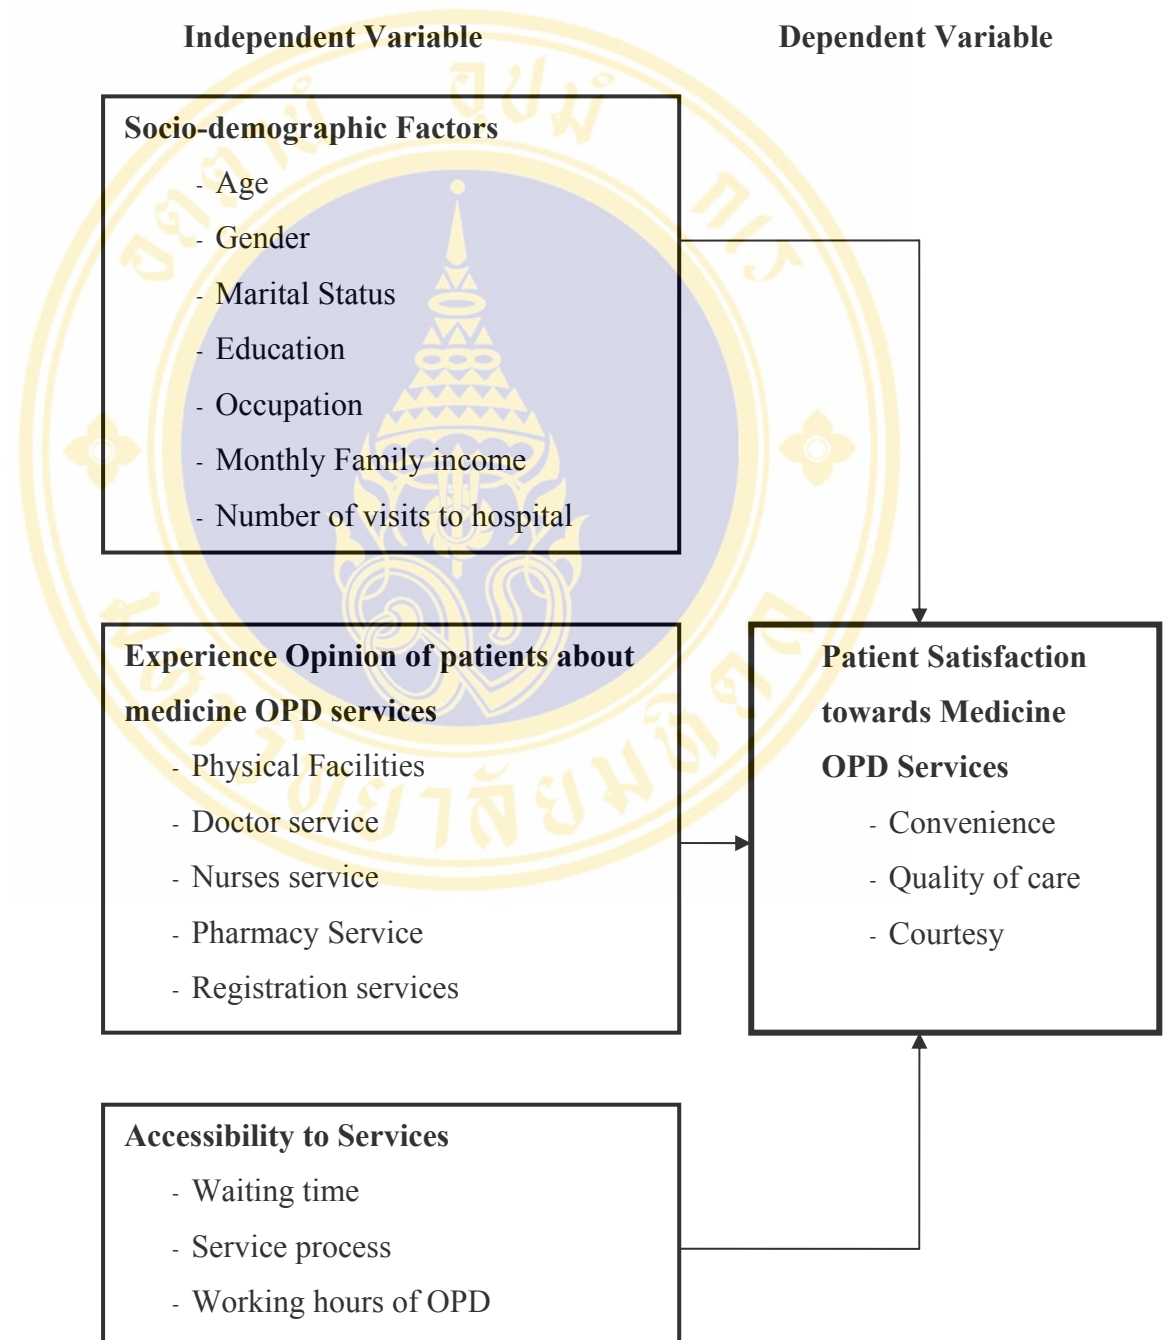 Independent Variable
Dependent Variable
Socio-demographic Factors
- Age
- Gender
- Marital Status
- Education
- Occupation
- Monthly Family income
- Number of visits to hospital
Experience Opinion of patients about
medicine OPD services
- Physical Facilities
- Doctor service
- Nurses service
- Pharmacy Service
- Registration services
Patient Satisfaction
towards Medicine
OPD Services
- Convenience
- Quality of care
- Courtesy
Accessibility to Services
- Waiting time
- Service process
- Working hours of OPD